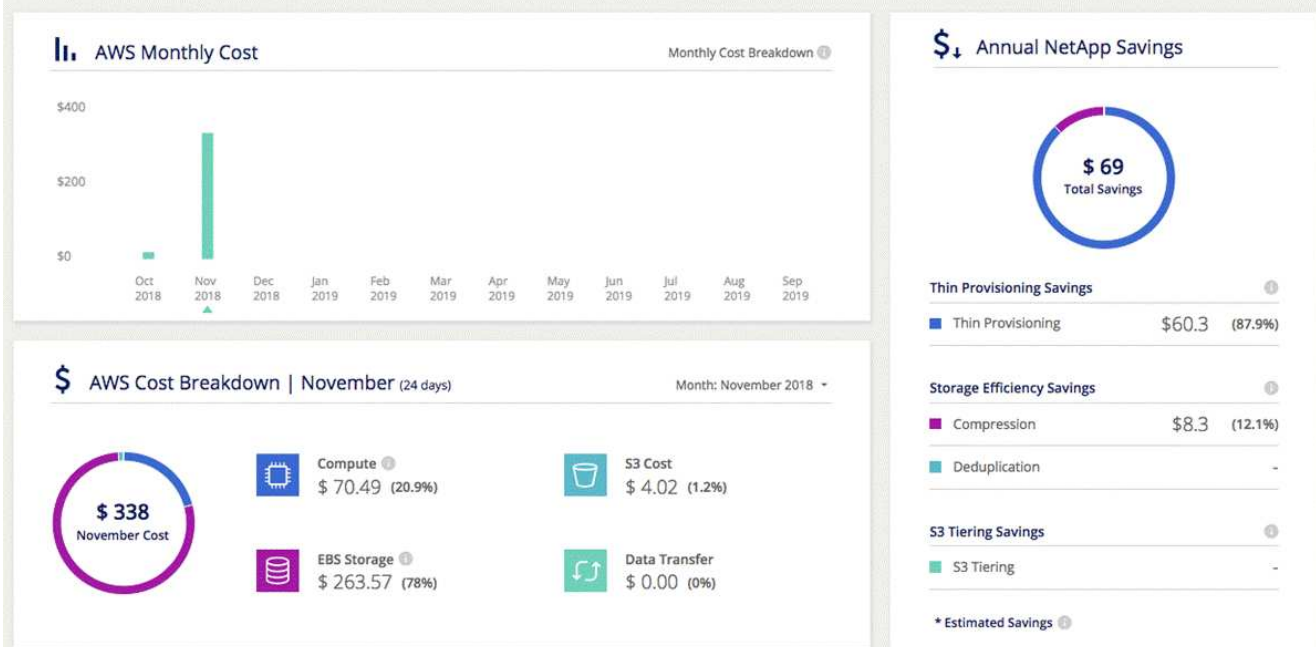 AWS Monthly Cost
Monthly Cost Breakdown
$400
$200
$0
Oct Nov Dec Jan Feb Mar Apr May Jun Jul Aug Sep
2018 2018 2018 2019 2019 2019 2019 2019 2019 2019 2019 2019
$ AWS Cost Breakdown | November (24 days)
Month: November 2018
$ 338
November Cost
Compute
$ 70.49 (20.9%)
S3 Cost
$ 4.02 (1.2%)
EBS Storage
$ 263.57 (78%)
Data Transfer
$ 0.00 (0%)
$ Annual NetApp Savings
$ 69
Total Savings
Thin Provisioning Savings
Thin Provisioning $60.3 (87.9%)
Storage Efficiency Savings
Compression $8.3 (12.1%)
Deduplication -
S3 Tiering Savings
S3 Tiering -
* Estimated Savings